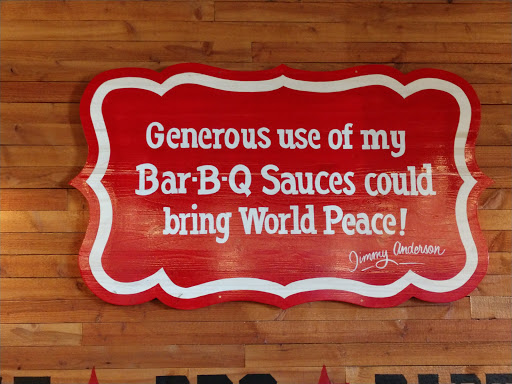 Generous use of my
Bar-B-Q Sauces could
bring World Peace!
Jimmy Anderson